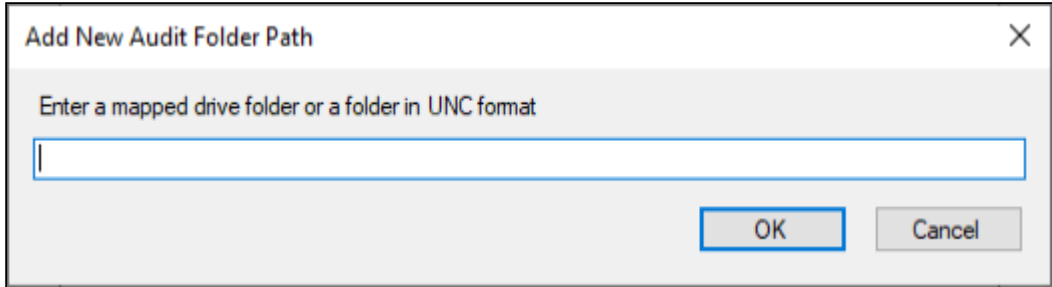 Add New Audit Folder Path
Enter a mapped drive folder or a folder in UNC format
OK
Cancel